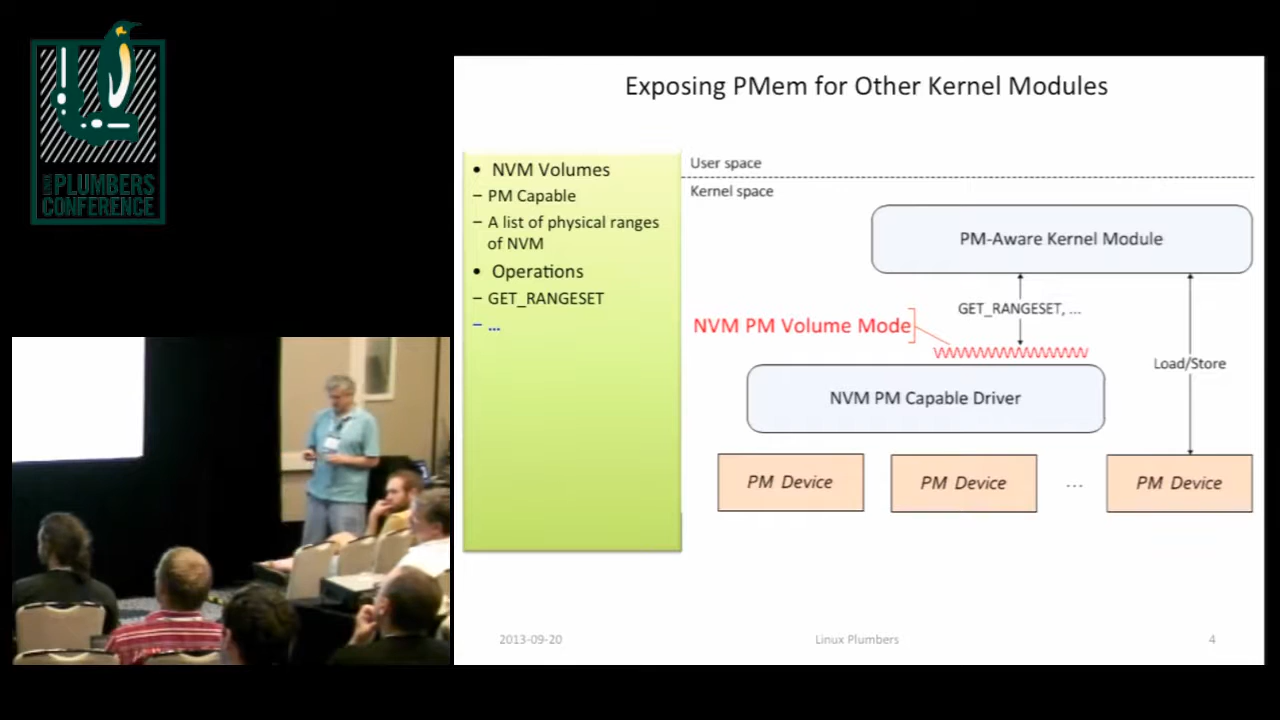 LINUX
PLUMBERS
CONFERENCE
Exposing PMem for Other Kernel Modules
• NVM Volumes
– PM Capable
– A list of physical ranges
of NVM
• Operations
– GET_RANGESET
– ...
User space
Kernel space
PM-Aware Kernel Module
GET_RANGESET, ...
NVM PM Volume Mode
Load/Store
NVM PM Capable Driver
PM Device
PM Device
...
PM Device
2013-09-20
Linux Plumbers
4